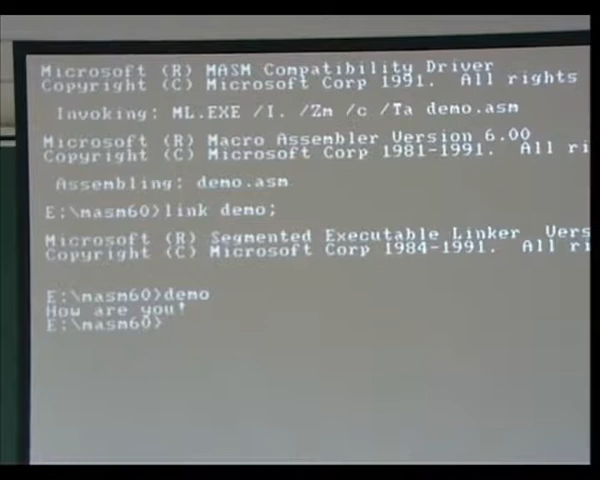 Microsoft (R) MASM Compatibility Driver
Copyright (C) Microsoft Corp 1991. All rights
Invoking: ML.EXE /I. /Zm /c /Ta demo.asm
Microsoft (R) Macro Assembler Version 6.00
Copyright (C) Microsoft Corp 1981-1991. All ri
Assembling: demo.asm
E:\masm60>link demo;
Microsoft (R) Segmented Executable Linker Vers
Copyright (C) Microsoft Corp 1984-1991. All ri
E:\masm60>demo
How are you!
E:\masm60>